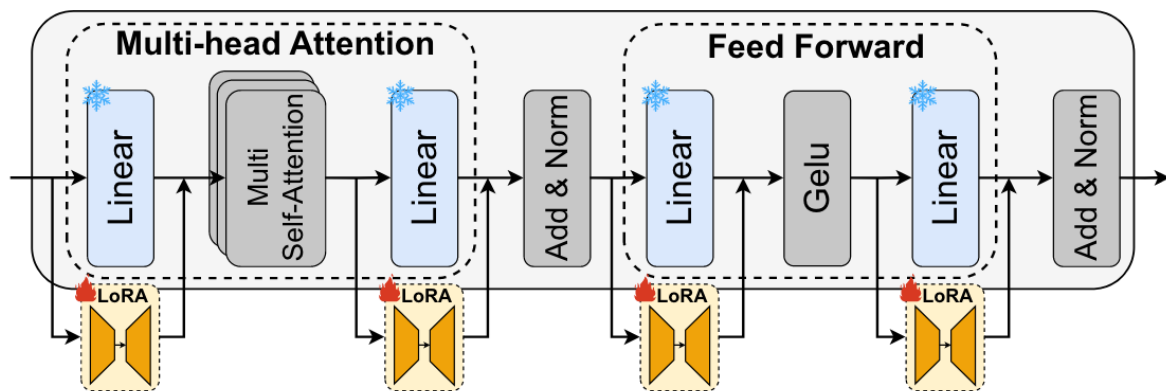 Multi-head Attention
Feed Forward
Linear
Multi
Self-Attention
Linear
Add & Norm
Linear
Gelu
Linear
Add & Norm
LoRA
LoRA
LoRA
LoRA